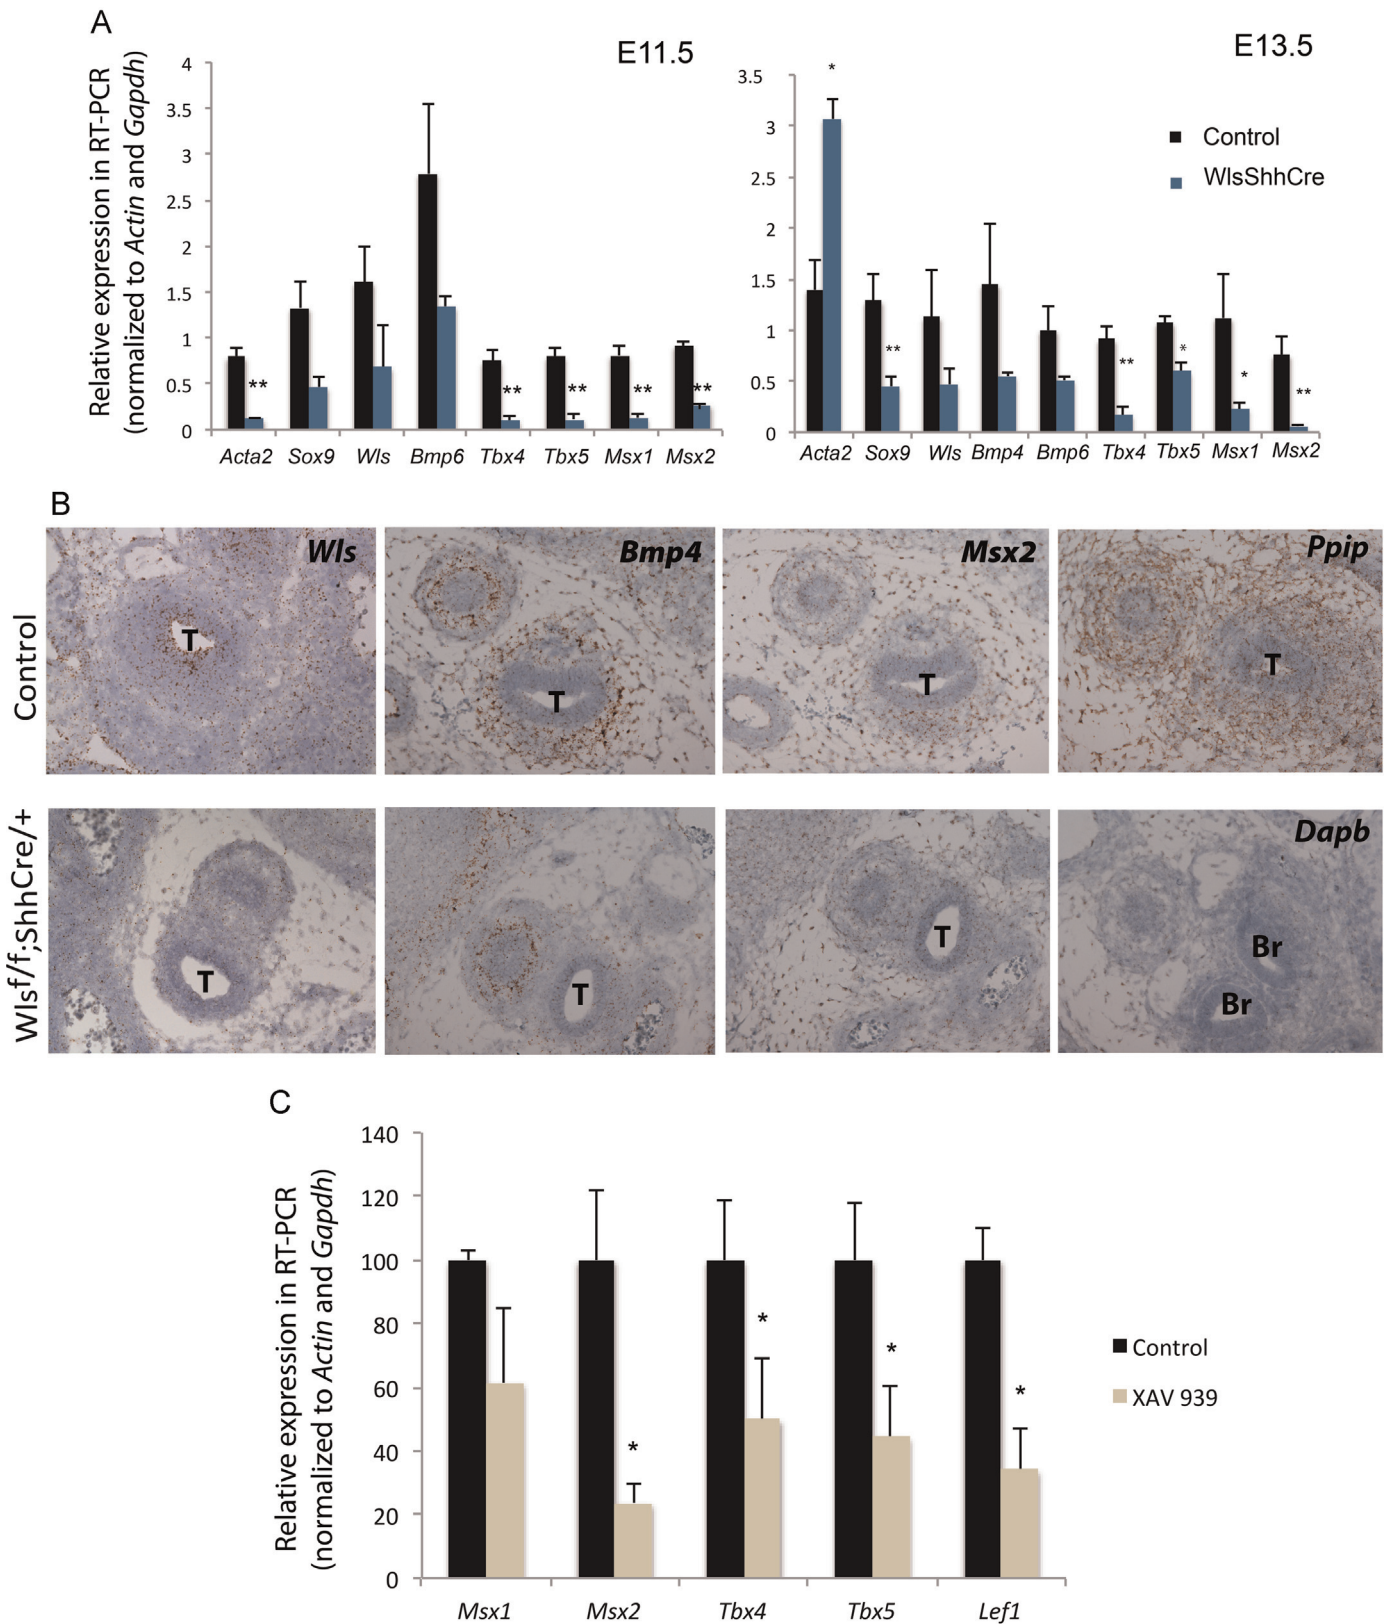 A
E11.5
Relative expression in RT-PCR
(normalized to Actin and Gapdh)
4
3.5
3
2.5
2
1.5
1
0.5
0
** ** ** ** **
Acta2 Sox9 Wls Bmp6 Tbx4 Tbx5 Msx1 Msx2
E13.5
3.5
3
2.5
2
1.5
1
0.5
0
* ** ** * * **
Acta2 Sox9 Wls Bmp4 Bmp6 Tbx4 Tbx5 Msx1 Msx2
Control
WlsShhCre
B
Control
Wls
T
Bmp4
T
Msx2
T
Ppip
T
Wlsf/f;ShhCre/+
T
T
T
Dapb
Br
Br
C
Relative expression in RT-PCR
(normalized to Actin and Gapdh)
140
120
100
80
60
40
20
0
* * * *
Msx1 Msx2 Tbx4 Tbx5 Lef1
Control
XAV 939